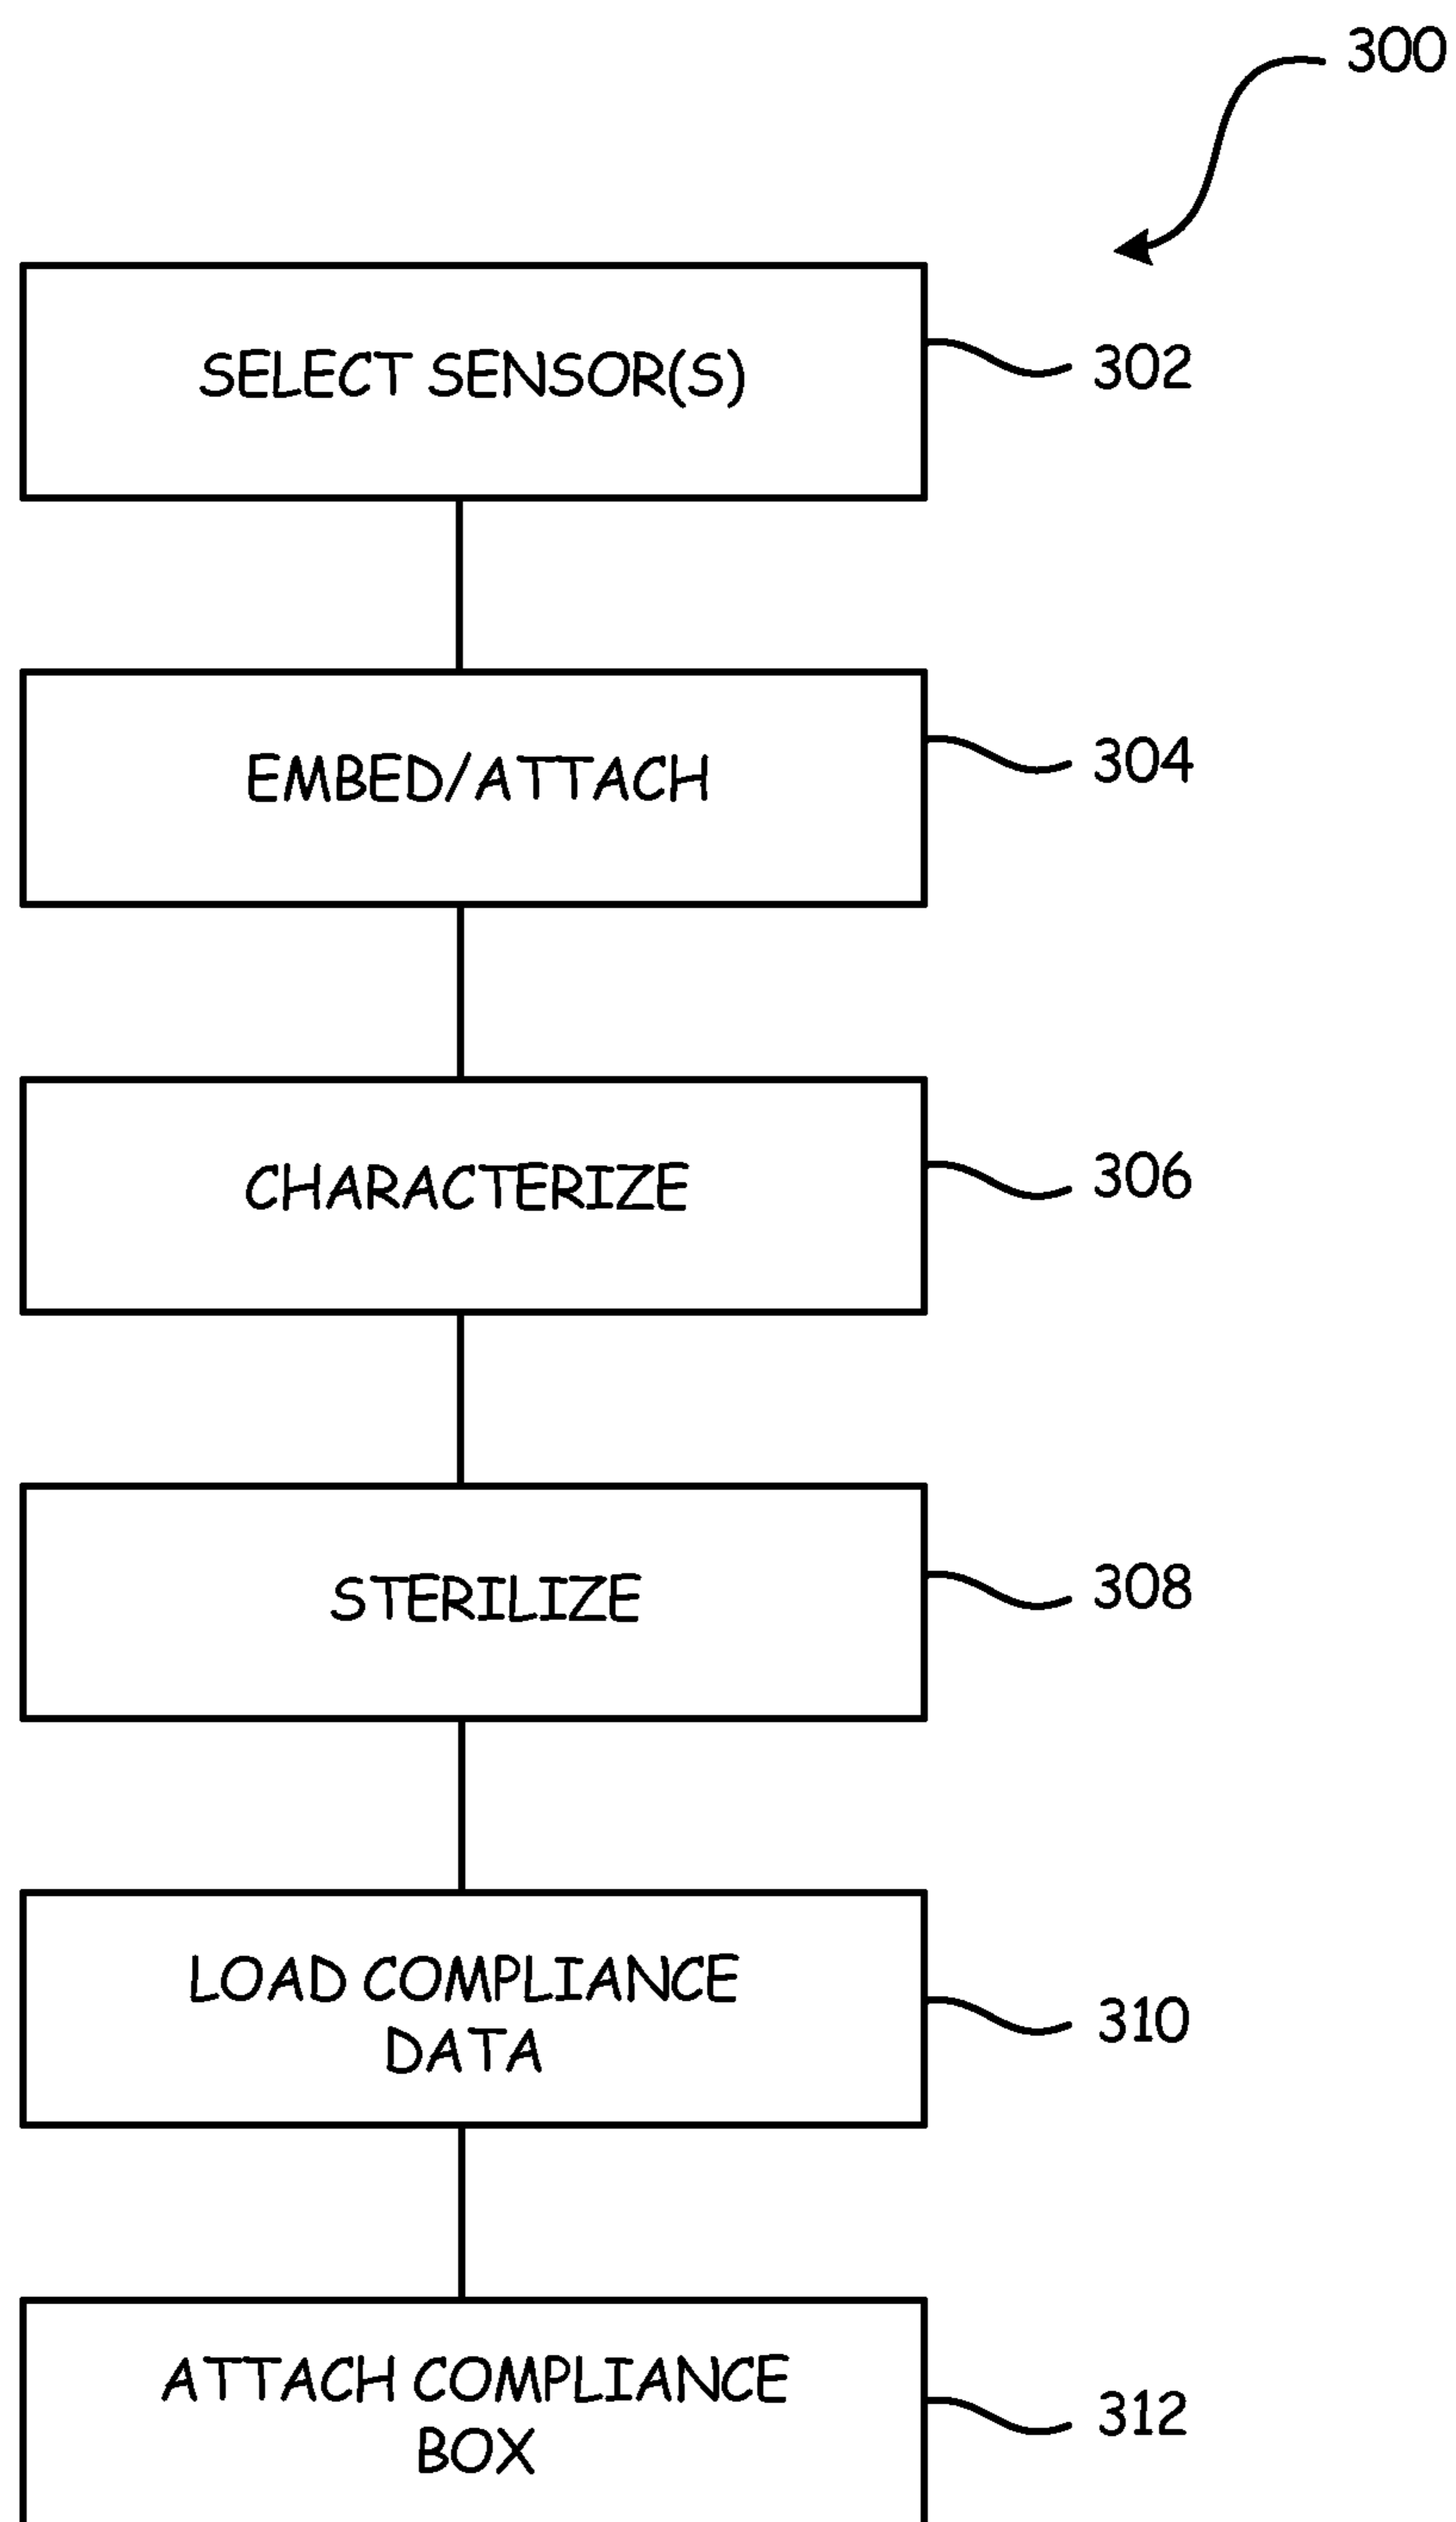 300
SELECT SENSOR(S)
302
EMBED/ATTACH
304
CHARACTERIZE
306
STERILIZE
308
LOAD COMPLIANCE
DATA
310
ATTACH COMPLIANCE
BOX
312